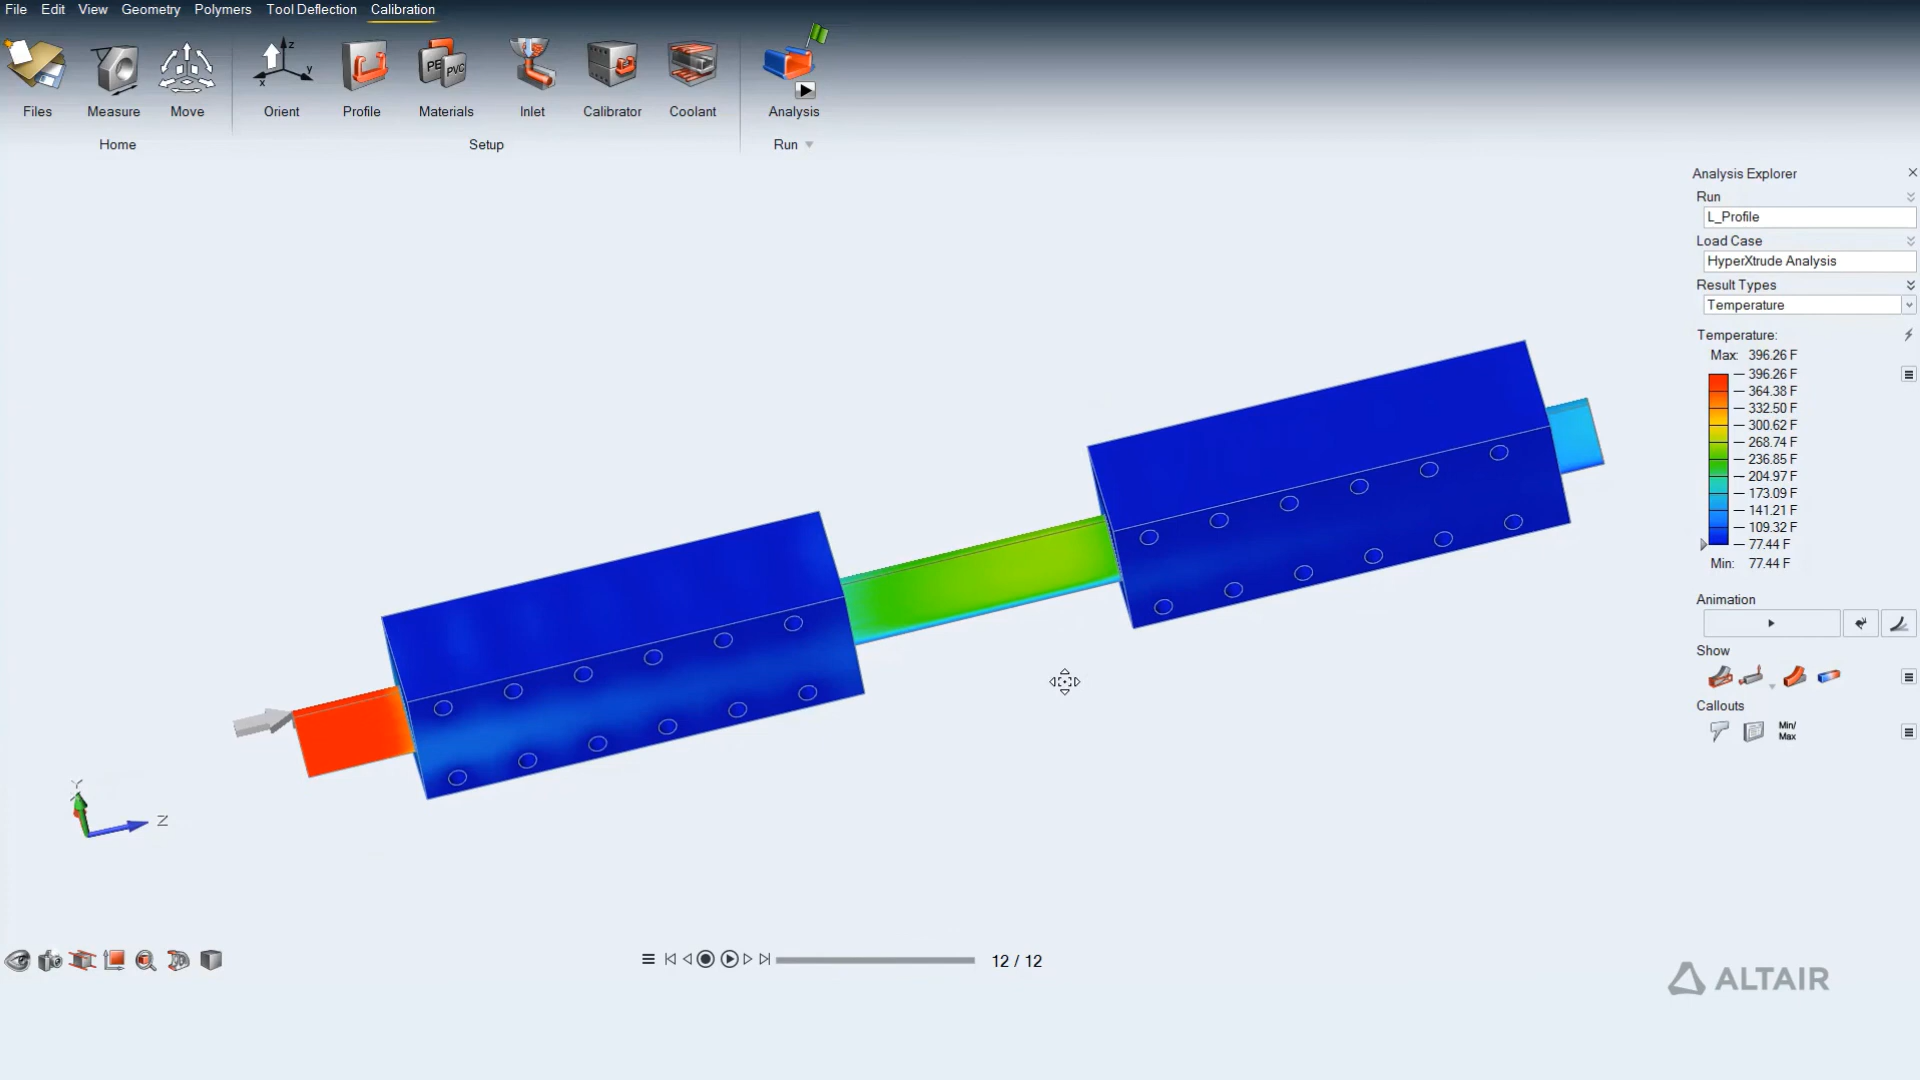 File Edit View Geometry Polymers Tool Deflection Calibration
PE PVC
Files Measure Move Orient Profile Materials Inlet Calibrator Coolant Analysis
Home Setup Run
Analysis Explorer
Run
L_Profile
Load Case
HyperXtrude Analysis
Result Types
Temperature
Temperature:
Max: 396.26 F
396.26 F
364.38 F
332.50 F
300.62 F
268.74 F
236.85 F
204.97 F
173.09 F
141.21 F
109.32 F
77.44 F
Min: 77.44 F
Animation
Show
Callouts
Min/
Max
z
y
x
Y
Z
12 / 12
ALTAIR